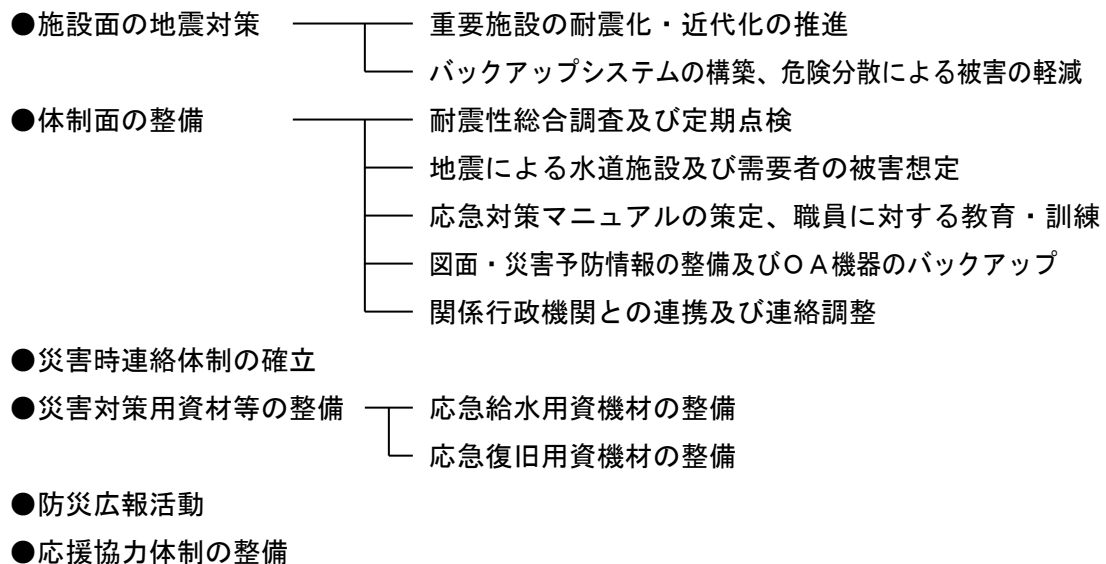 ●施設面の地震対策 重要施設の耐震化・近代化の推進
バックアップシステムの構築、危険分散による被害の軽減
●体制面の整備 耐震性総合調査及び定期点検
地震による水道施設及び需要者の被害想定
応急対策マニュアルの策定、職員に対する教育・訓練
図面・災害予防情報の整備及びＯＡ機器のバックアップ
関係行政機関との連携及び連絡調整
●災害時連絡体制の確立
●災害対策用資材等の整備 応急給水用資機材の整備
応急復旧用資機材の整備
●防災広報活動
●応援協力体制の整備